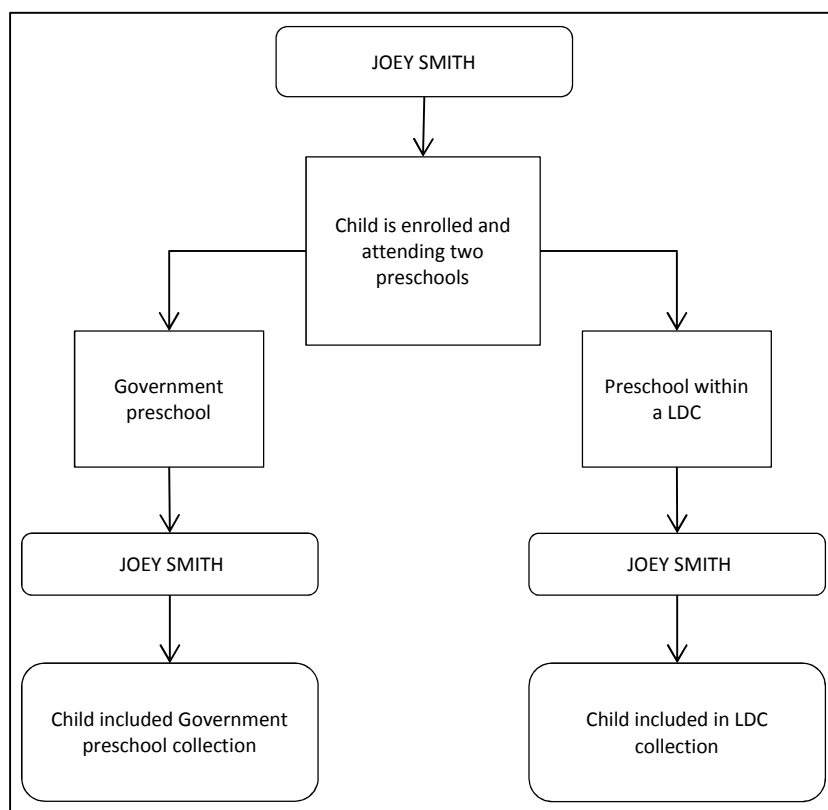 JOEY SMITH
Child is enrolled and
attending two
preschools
Government
preschool
Preschool within
a LDC
JOEY SMITH
JOEY SMITH
Child included Government
preschool collection
Child included in LDC
collection